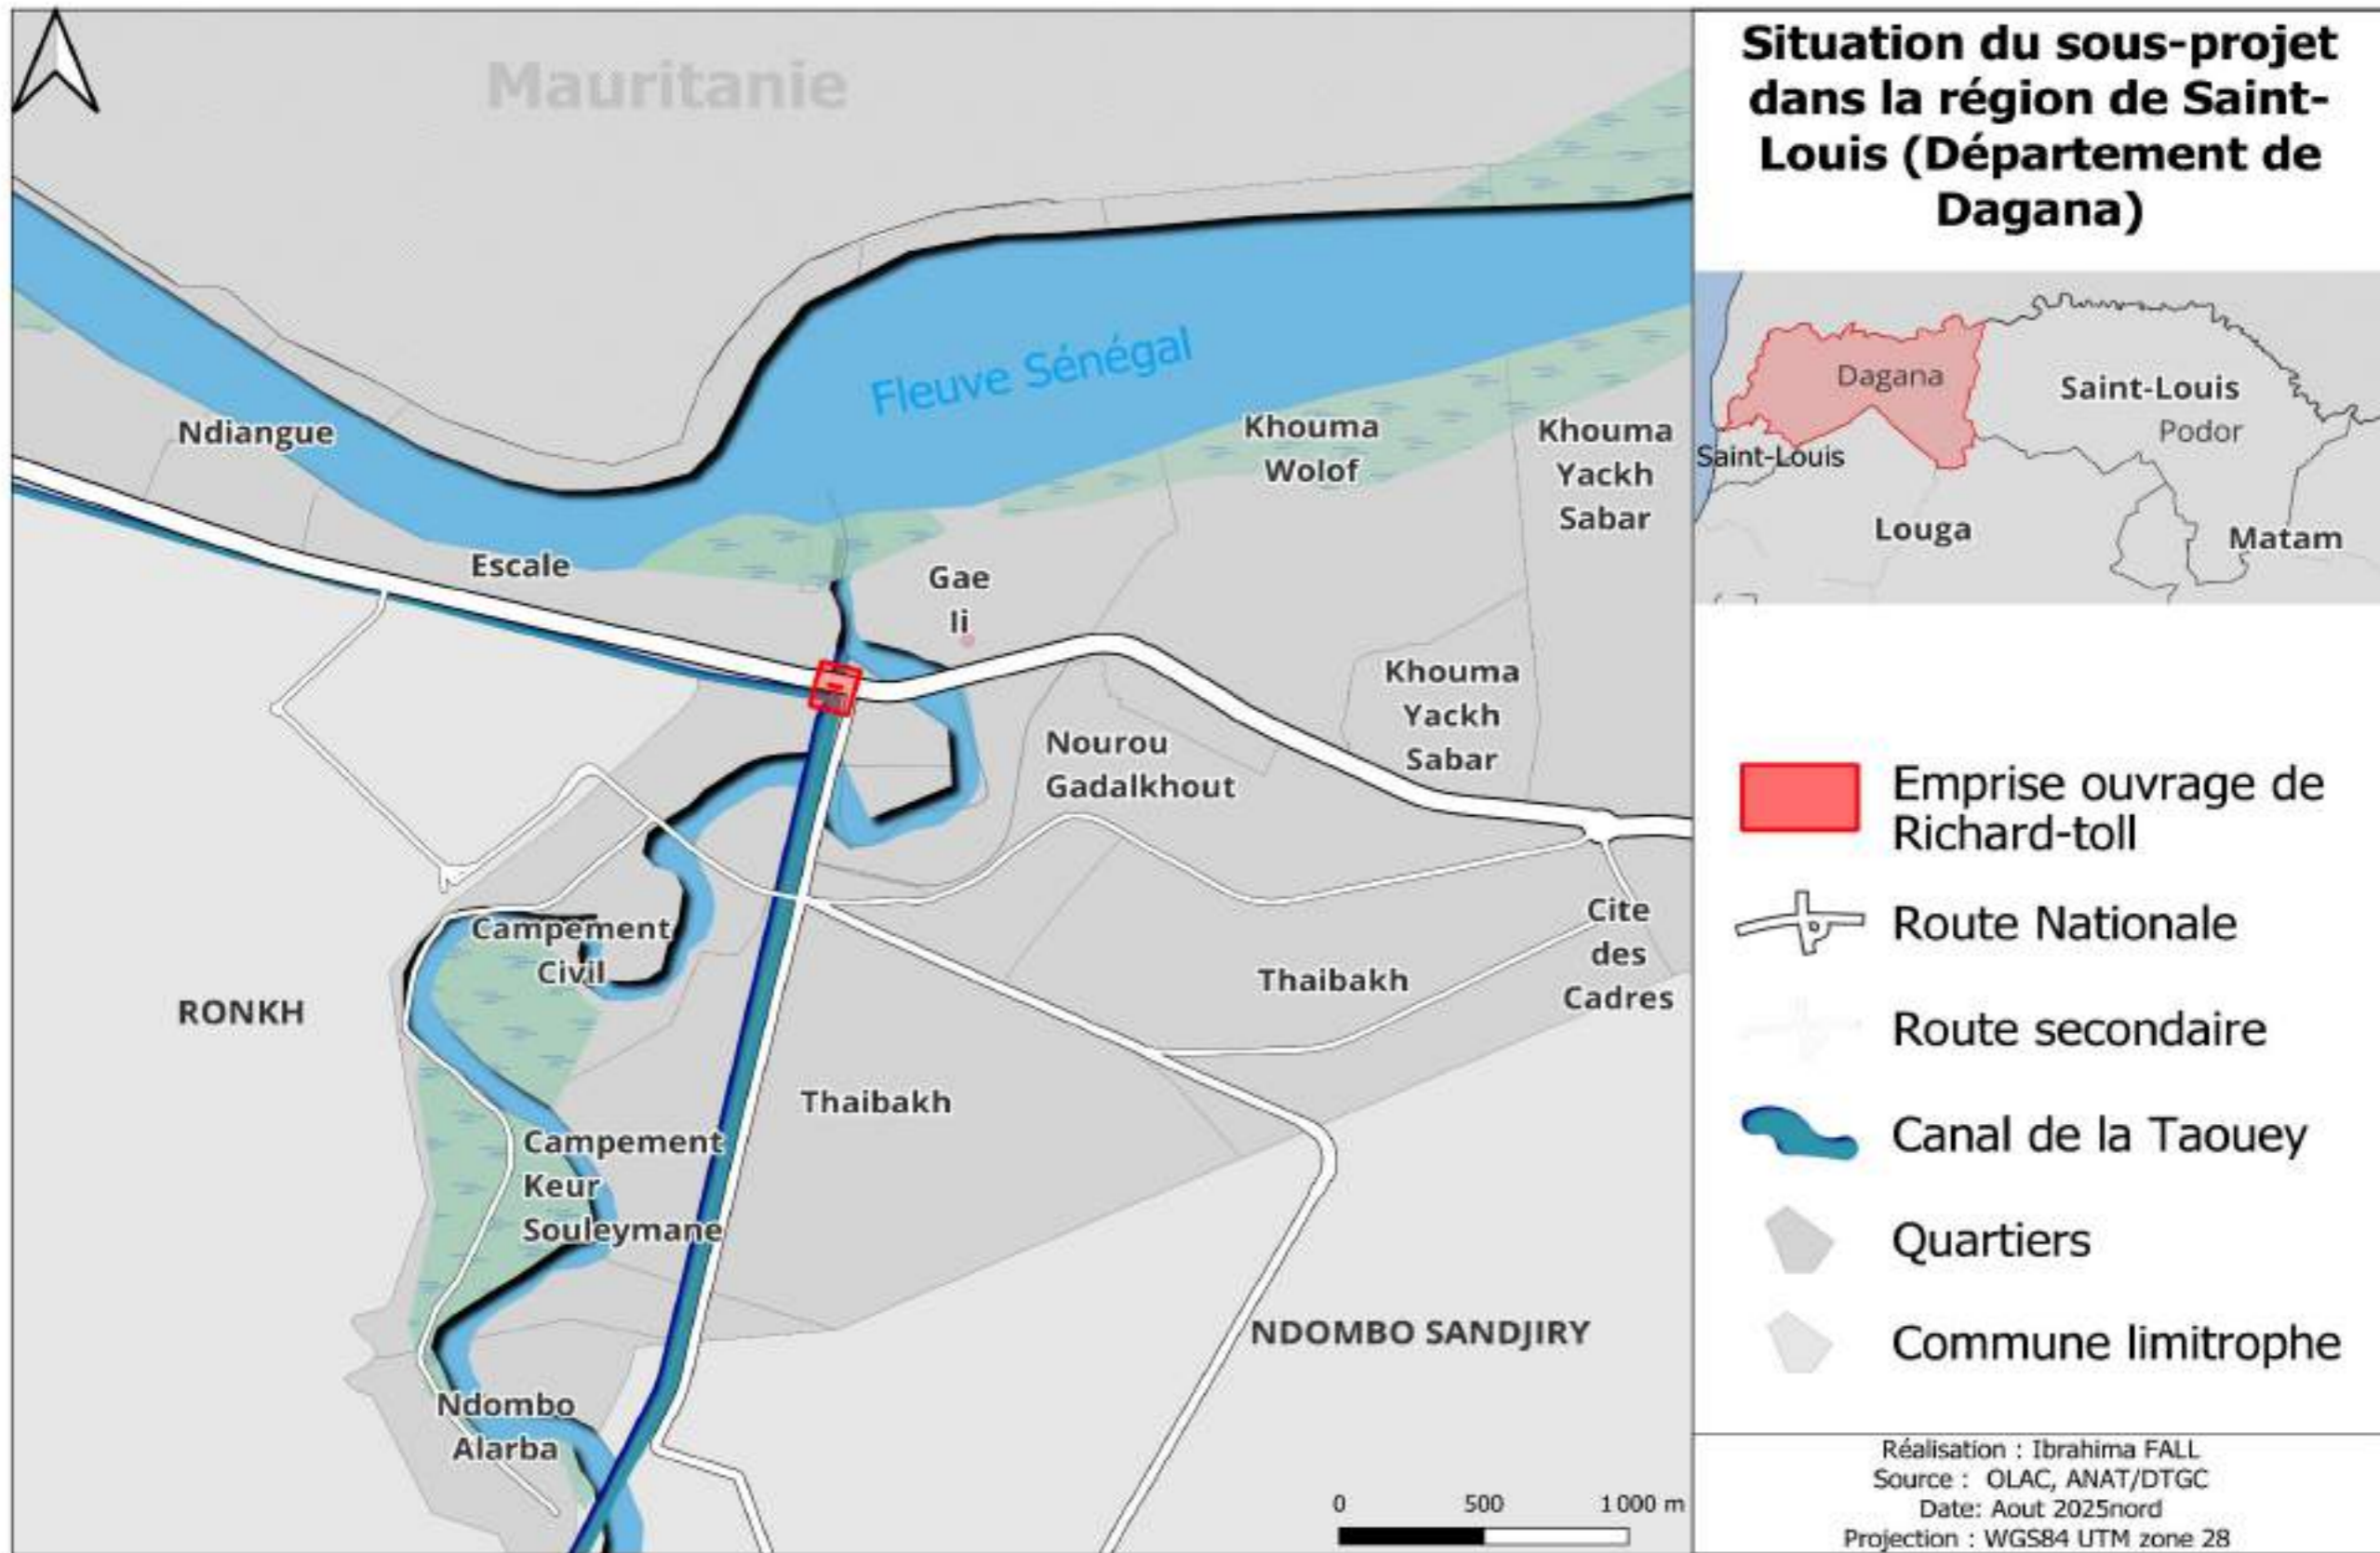 Mauritanie
Fleuve Sénégal
Ndiangue
Escale
Gae
Ii
Khouma
Wolof
Khouma
Yackh
Sabar
Khouma
Yackh
Sabar
Nourou
Gadalkhout
Campement
Civil
RONKH
Thaibakh
Cite
des
Cadres
Thaibakh
Campement
Keur
Souleymane
NDOMBO SANDJIRY
Ndombo
Alarba
0 500 1 000 m
Situation du sous-projet
dans la région de Saint-
Louis (Département de
Dagana)
Dagana
Saint-Louis
Podor
Saint-Louis
Louga
Matam
Emprise ouvrage de
Richard-toll
Route Nationale
Route secondaire
Canal de la Taouey
Quartiers
Commune limitrophe
Réalisation : Ibrahima FALL
Source : OLAC, ANAT/DTGC
Date: Aout 2025nord
Projection : WGS84 UTM zone 28